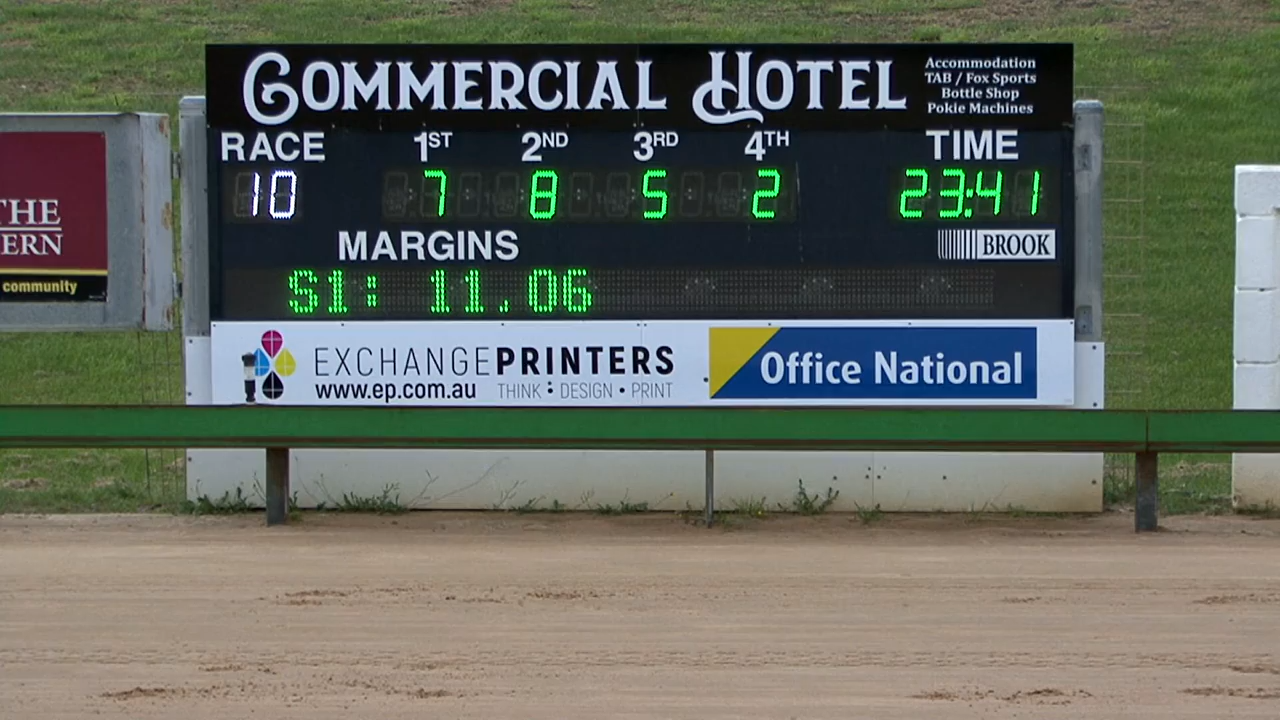 COMMERCIAL HOTEL
Accommodation
TAB / Fox Sports
Bottle Shop
Pokie Machines
RACE 1ST 2ND 3RD 4TH TIME
10 7 8 5 2 23:41
MARGINS
BROOK
S1: 11.06
THE
ERN
community
EXCHANGEPRINTERS
www.ep.com.au THINK : DESIGN • PRINT
Office National